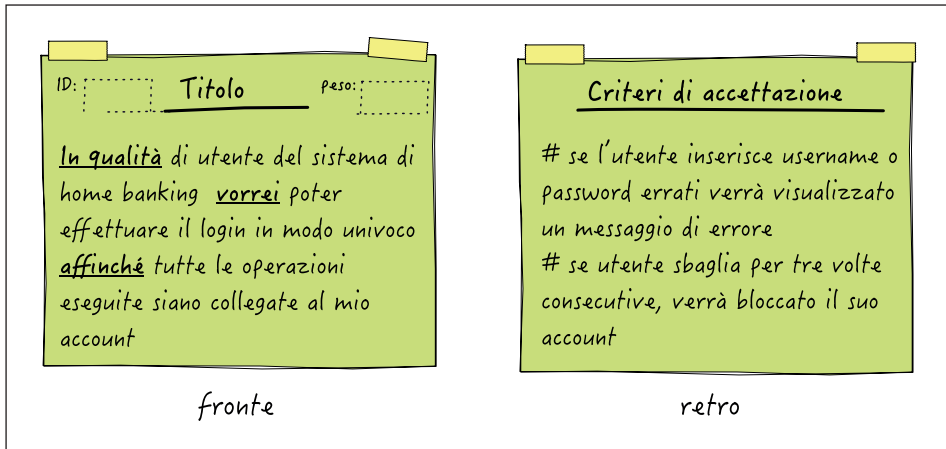 ID: Titolo peso:
In qualità di utente del sistema di
home banking vorrei poter
effettuare il login in modo univoco
affinché tutte le operazioni
eseguite siano collegate al mio
account
fronte
Criteri di accettazione
# se l'utente inserisce username o
password errati verrà visualizzato
un messaggio di errore
# se utente sbaglia per tre volte
consecutive, verrà bloccato il suo
account
retro